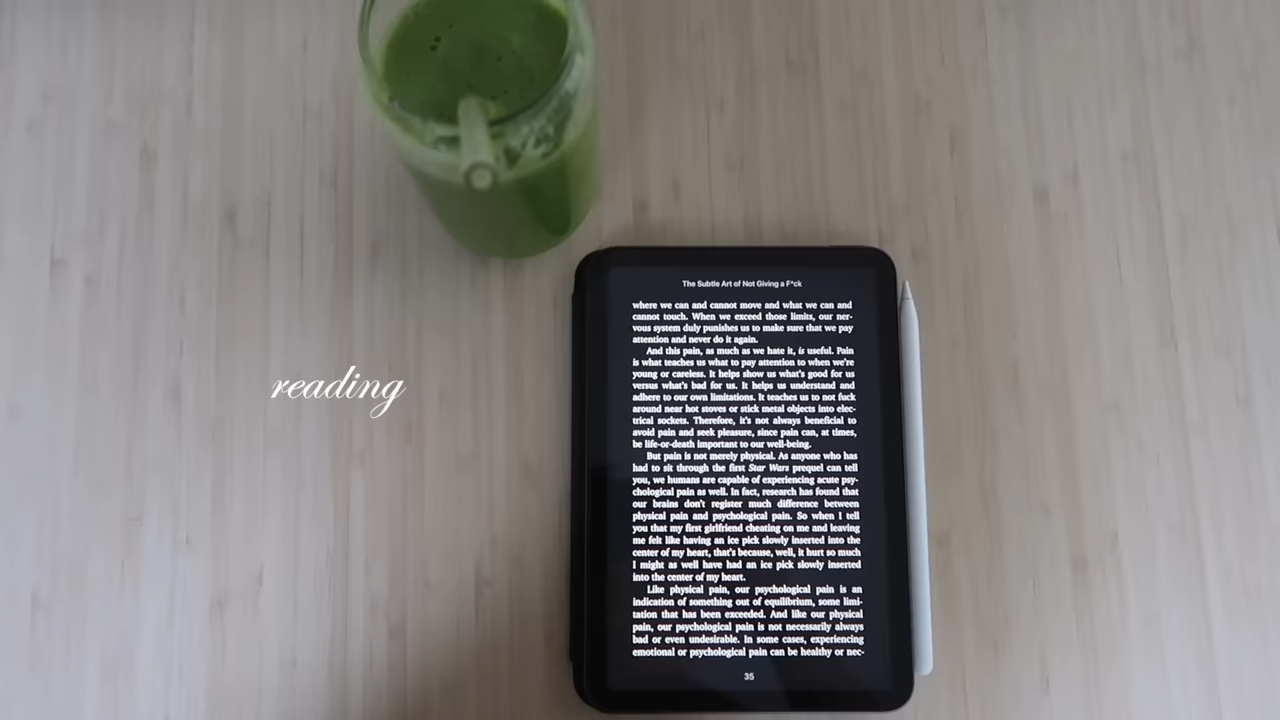 The Subtle Art of Not Giving a F*ck
where we can and cannot move and what we can and
cannot touch. When we exceed those limits, our ner-
vous system duly punishes us to make sure that we pay
attention and never do it again.
And this pain, as much as we hate it, is useful. Pain
is what teaches us what to pay attention to when we're
young or careless. It helps show us what's good for us
versus what's bad for us. It helps us understand and
adhere to our own limitations. It teaches us to not fuck
around near hot stoves or stick metal objects into elec-
trical sockets. Therefore, it's not always beneficial to
avoid pain and seek pleasure, since pain can, at times,
be life-or-death important to our well-being.
But pain is not merely physical. As anyone who has
had to sit through the first Star Wars prequel can tell
you, we humans are capable of experiencing acute psy-
chological pain as well. In fact, research has found that
our brains don't register much difference between
physical pain and psychological pain. So when I tell
you that my first girlfriend cheating on me and leaving
me felt like having an ice pick slowly inserted into the
center of my heart, that's because, well, it hurt so much
I might as well have had an ice pick slowly inserted
into the center of my heart.
Like physical pain, our psychological pain is an
indication of something out of equilibrium, some limi-
tation that has been exceeded. And like our physical
pain, our psychological pain is not necessarily always
bad or even undesirable. In some cases, experiencing
emotional or psychological pain can be healthy or nec-
35
reading